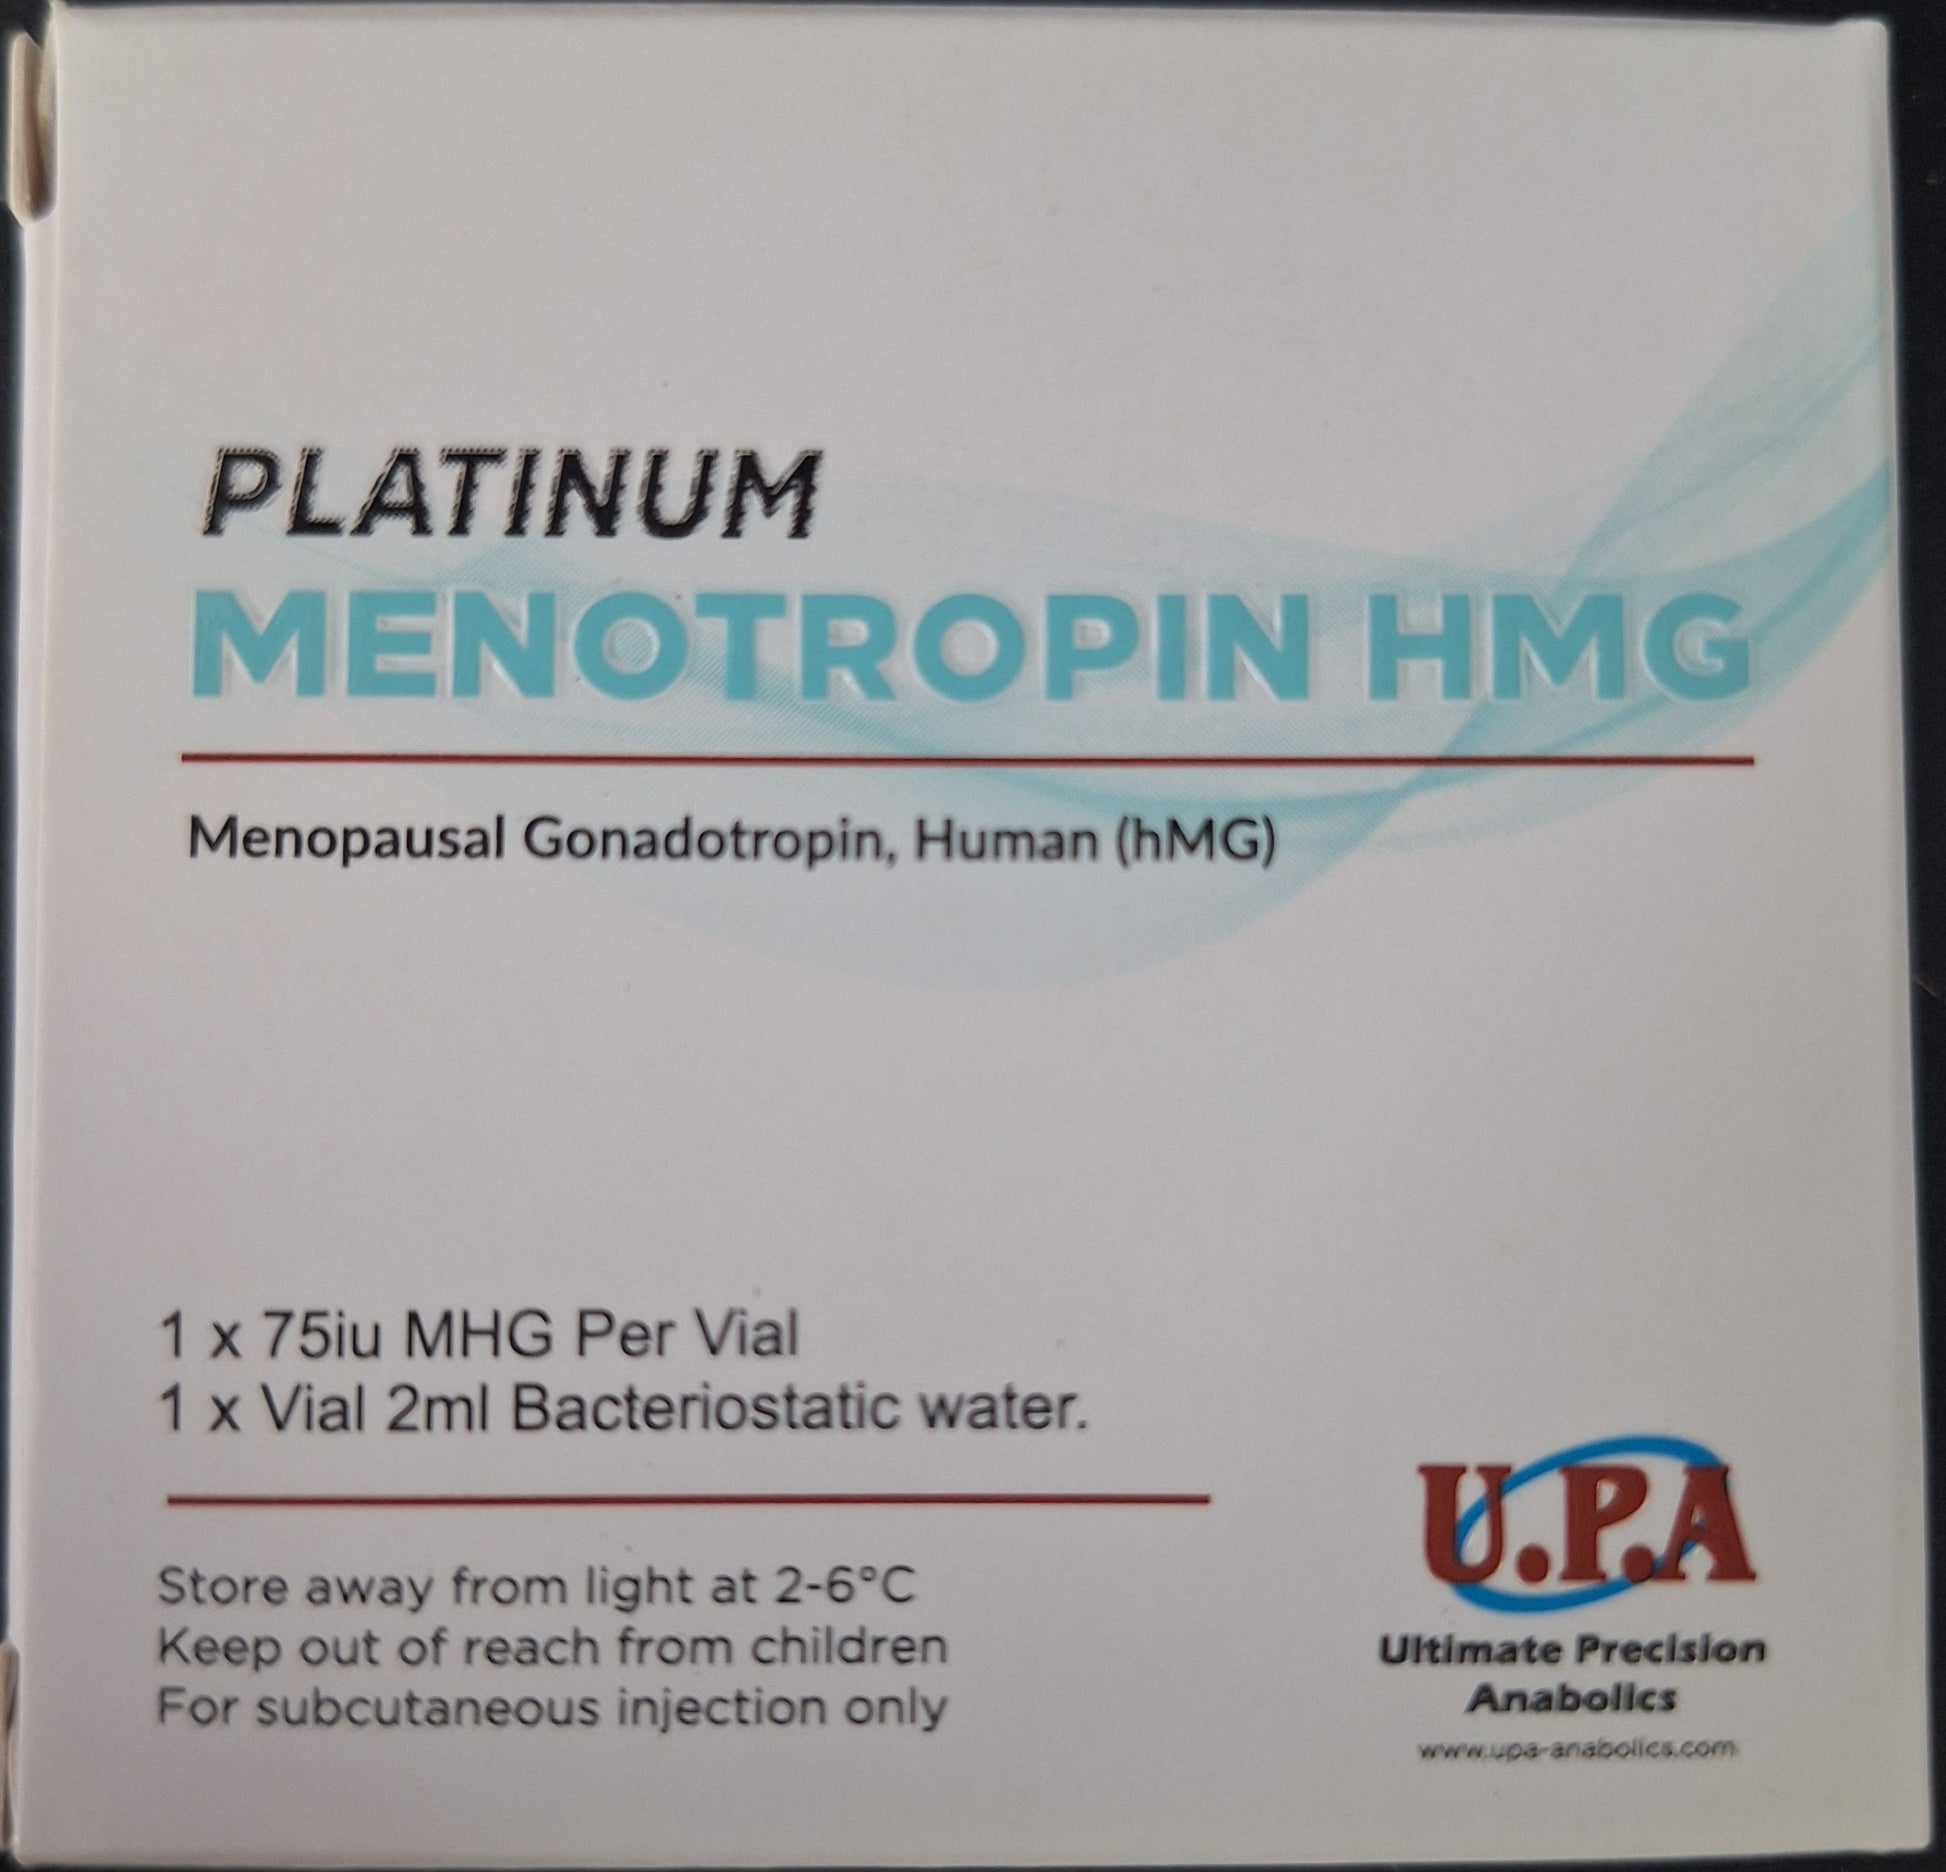 PLATINUM
MENOTROPIN HMG
Menopausal Gonadotropin, Human (hMG)
1 x 75iu MHG Per Vial
1 x Vial 2ml Bacteriostatic water.
Store away from light at 2-6°C
Keep out of reach from children
For subcutaneous injection only
U.P.A
Ultimate Precision
Anabolics
www.upa-anabolics.com